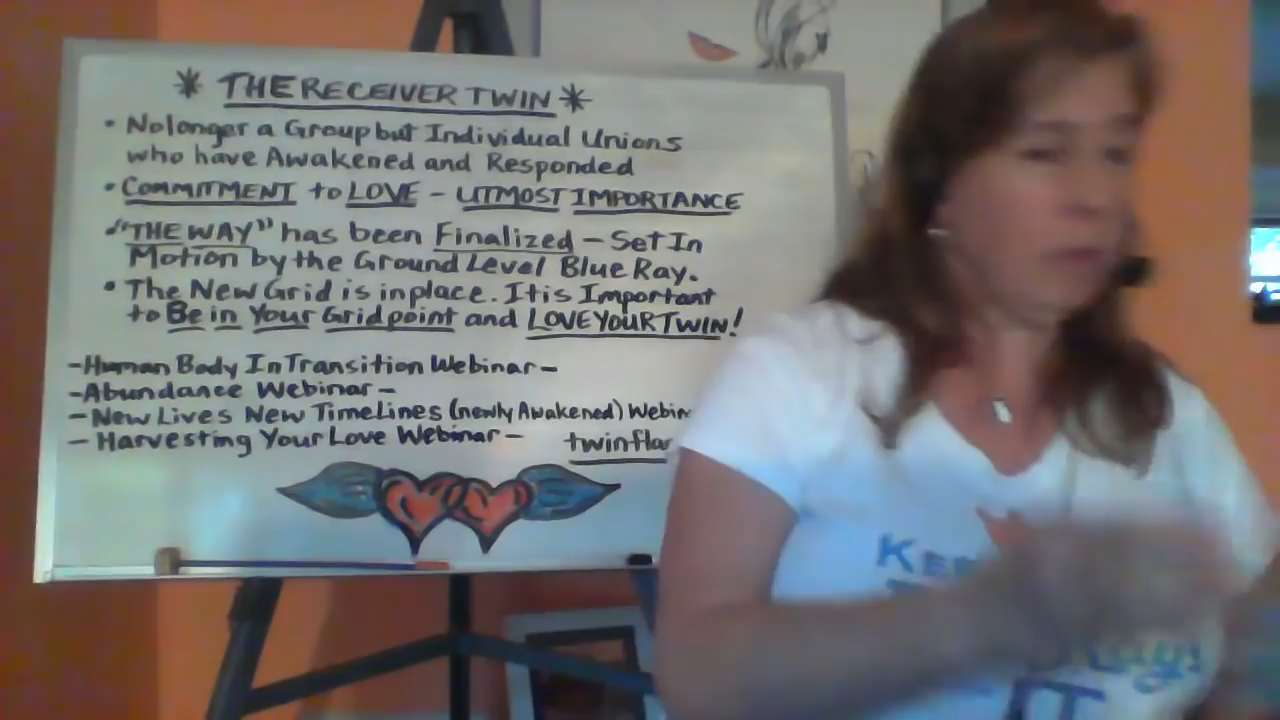 * THE RECEIVER TWIN *
• No longer a Group but Individual Unions
who have Awakened and Responded
• COMMITMENT to LOVE - UTMOST IMPORTANCE
• "THE WAY" has been Finalized - Set In
Motion by the Ground Level Blue Ray.
• The New Grid is in place. It is Important
to Be in Your Gridpoint and LOVE YOUR TWIN!
- Human Body In Transition Webinar -
- Abundance Webinar -
- New Lives New TimeLines (newly Awakened) Webin
- Harvesting Your Love Webinar -
twinfla